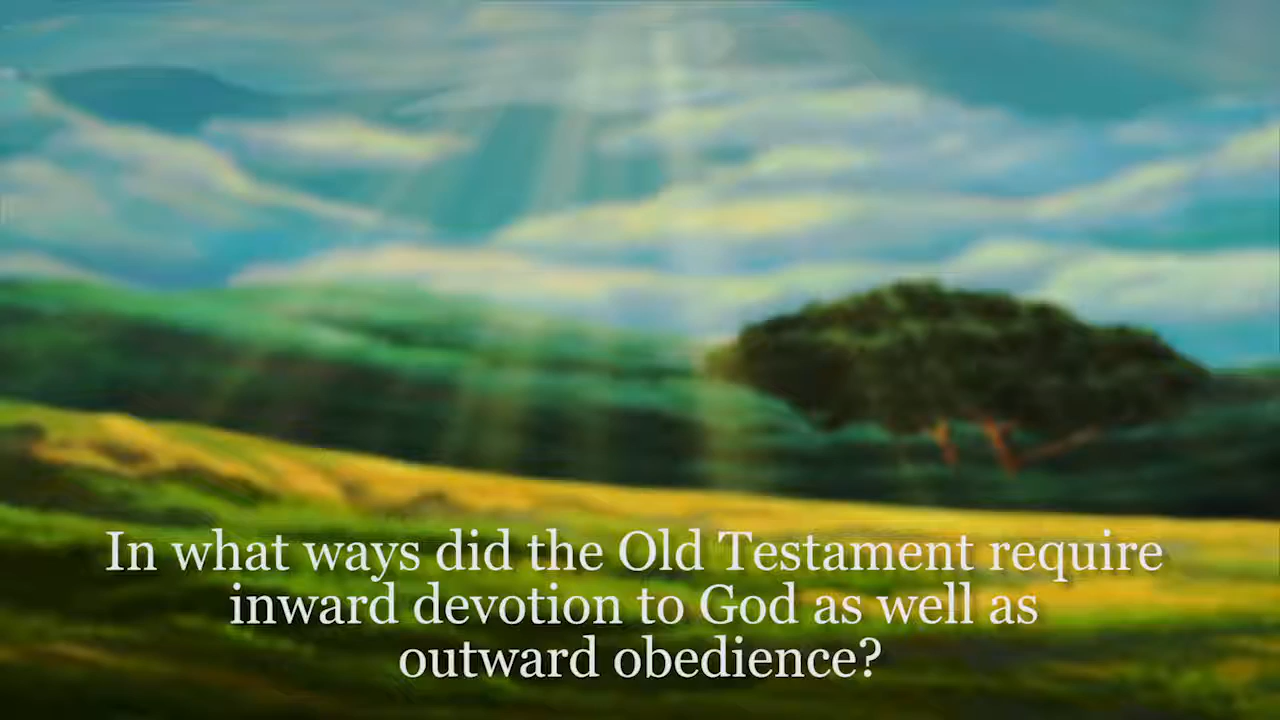 In what ways did the Old Testament require
inward devotion to God as well as
outward obedience?